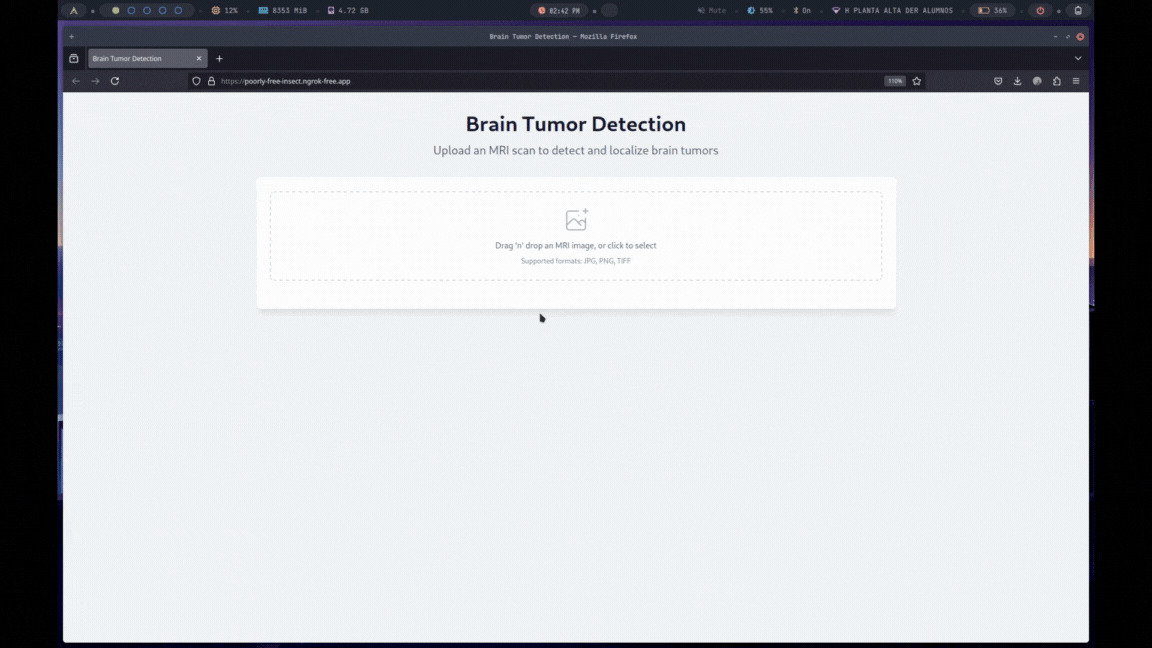 12% 8353 MiB 4.72 GB 02:42 PM Mute 55% On H PLANTA ALTA DER ALUMNOS 36%
Brain Tumor Detection — Mozilla Firefox
Brain Tumor Detection
https://poorly-free-insect.ngrok-free.app 110%
Brain Tumor Detection
Upload an MRI scan to detect and localize brain tumors
Drag 'n' drop an MRI image, or click to select
Supported formats: JPG, PNG, TIFF